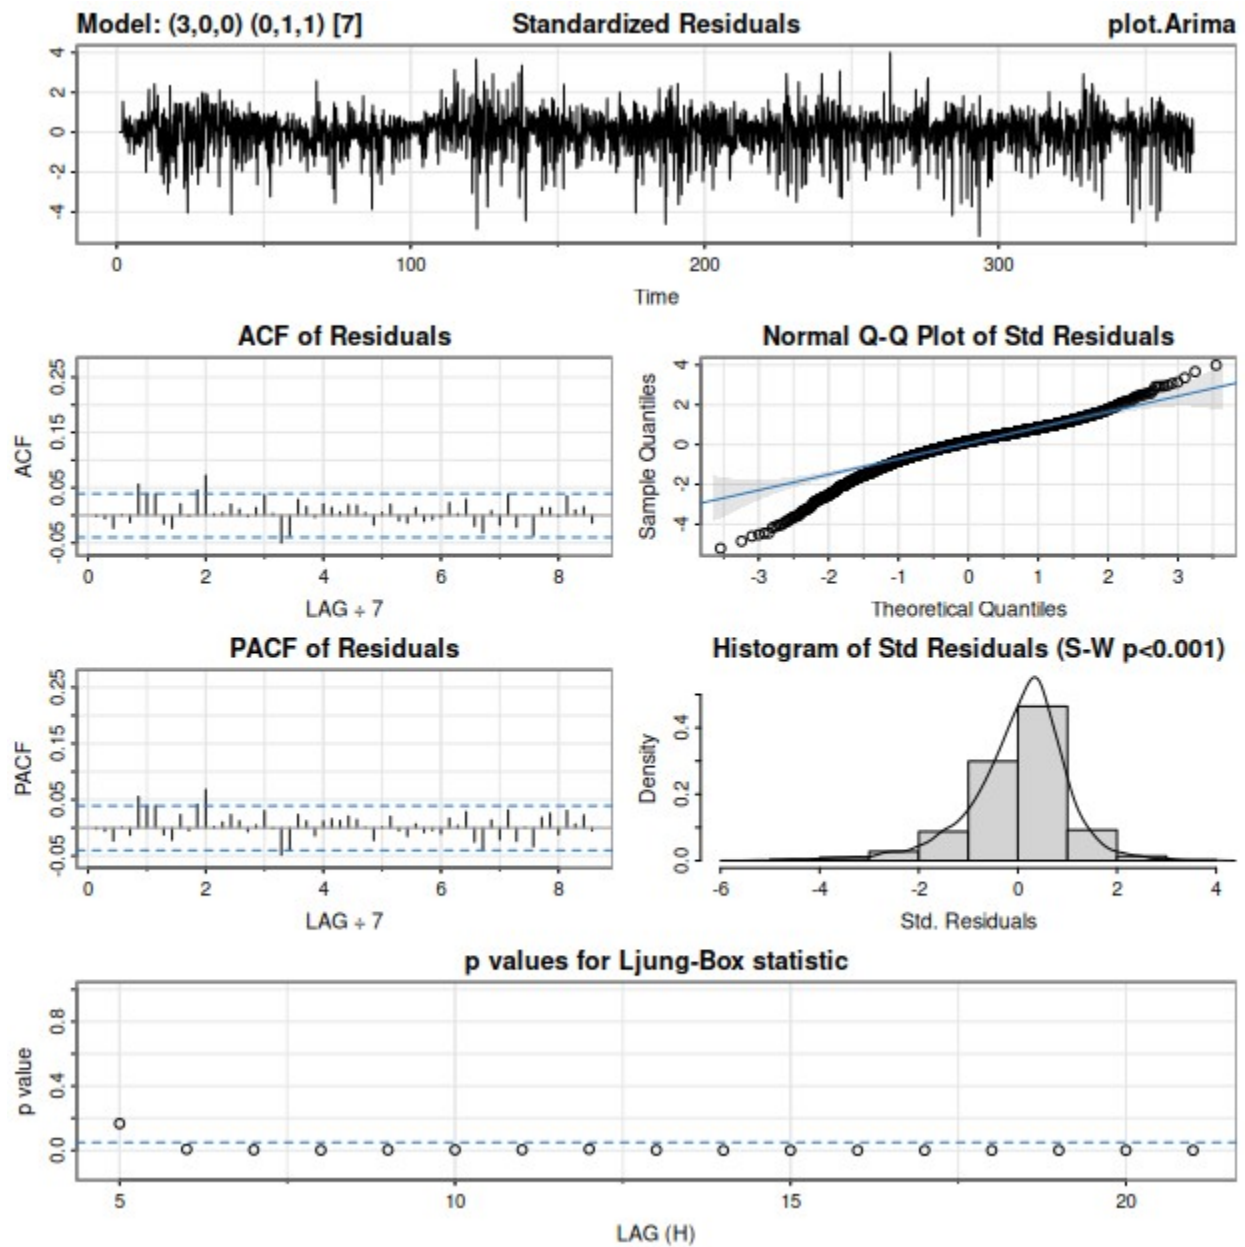 Model: (3,0,0) (0,1,1) [7] Standardized Residuals plot.Arima
4
2
0
-2
-4
0 100 200 300
Time
ACF of Residuals
ACF
0.25
0.15
0.05
-0.05
0 2 4 6 8
LAG ÷ 7
Normal Q-Q Plot of Std Residuals
Sample Quantiles
4
2
0
-2
-4
-3 -2 -1 0 1 2 3
Theoretical Quantiles
PACF of Residuals
PACF
0.25
0.15
0.05
-0.05
0 2 4 6 8
LAG ÷ 7
Histogram of Std Residuals (S-W p<0.001)
Density
0.4
0.2
0.0
-6 -4 -2 0 2 4
Std. Residuals
p values for Ljung-Box statistic
p value
0.8
0.4
0.0
5 10 15 20
LAG (H)